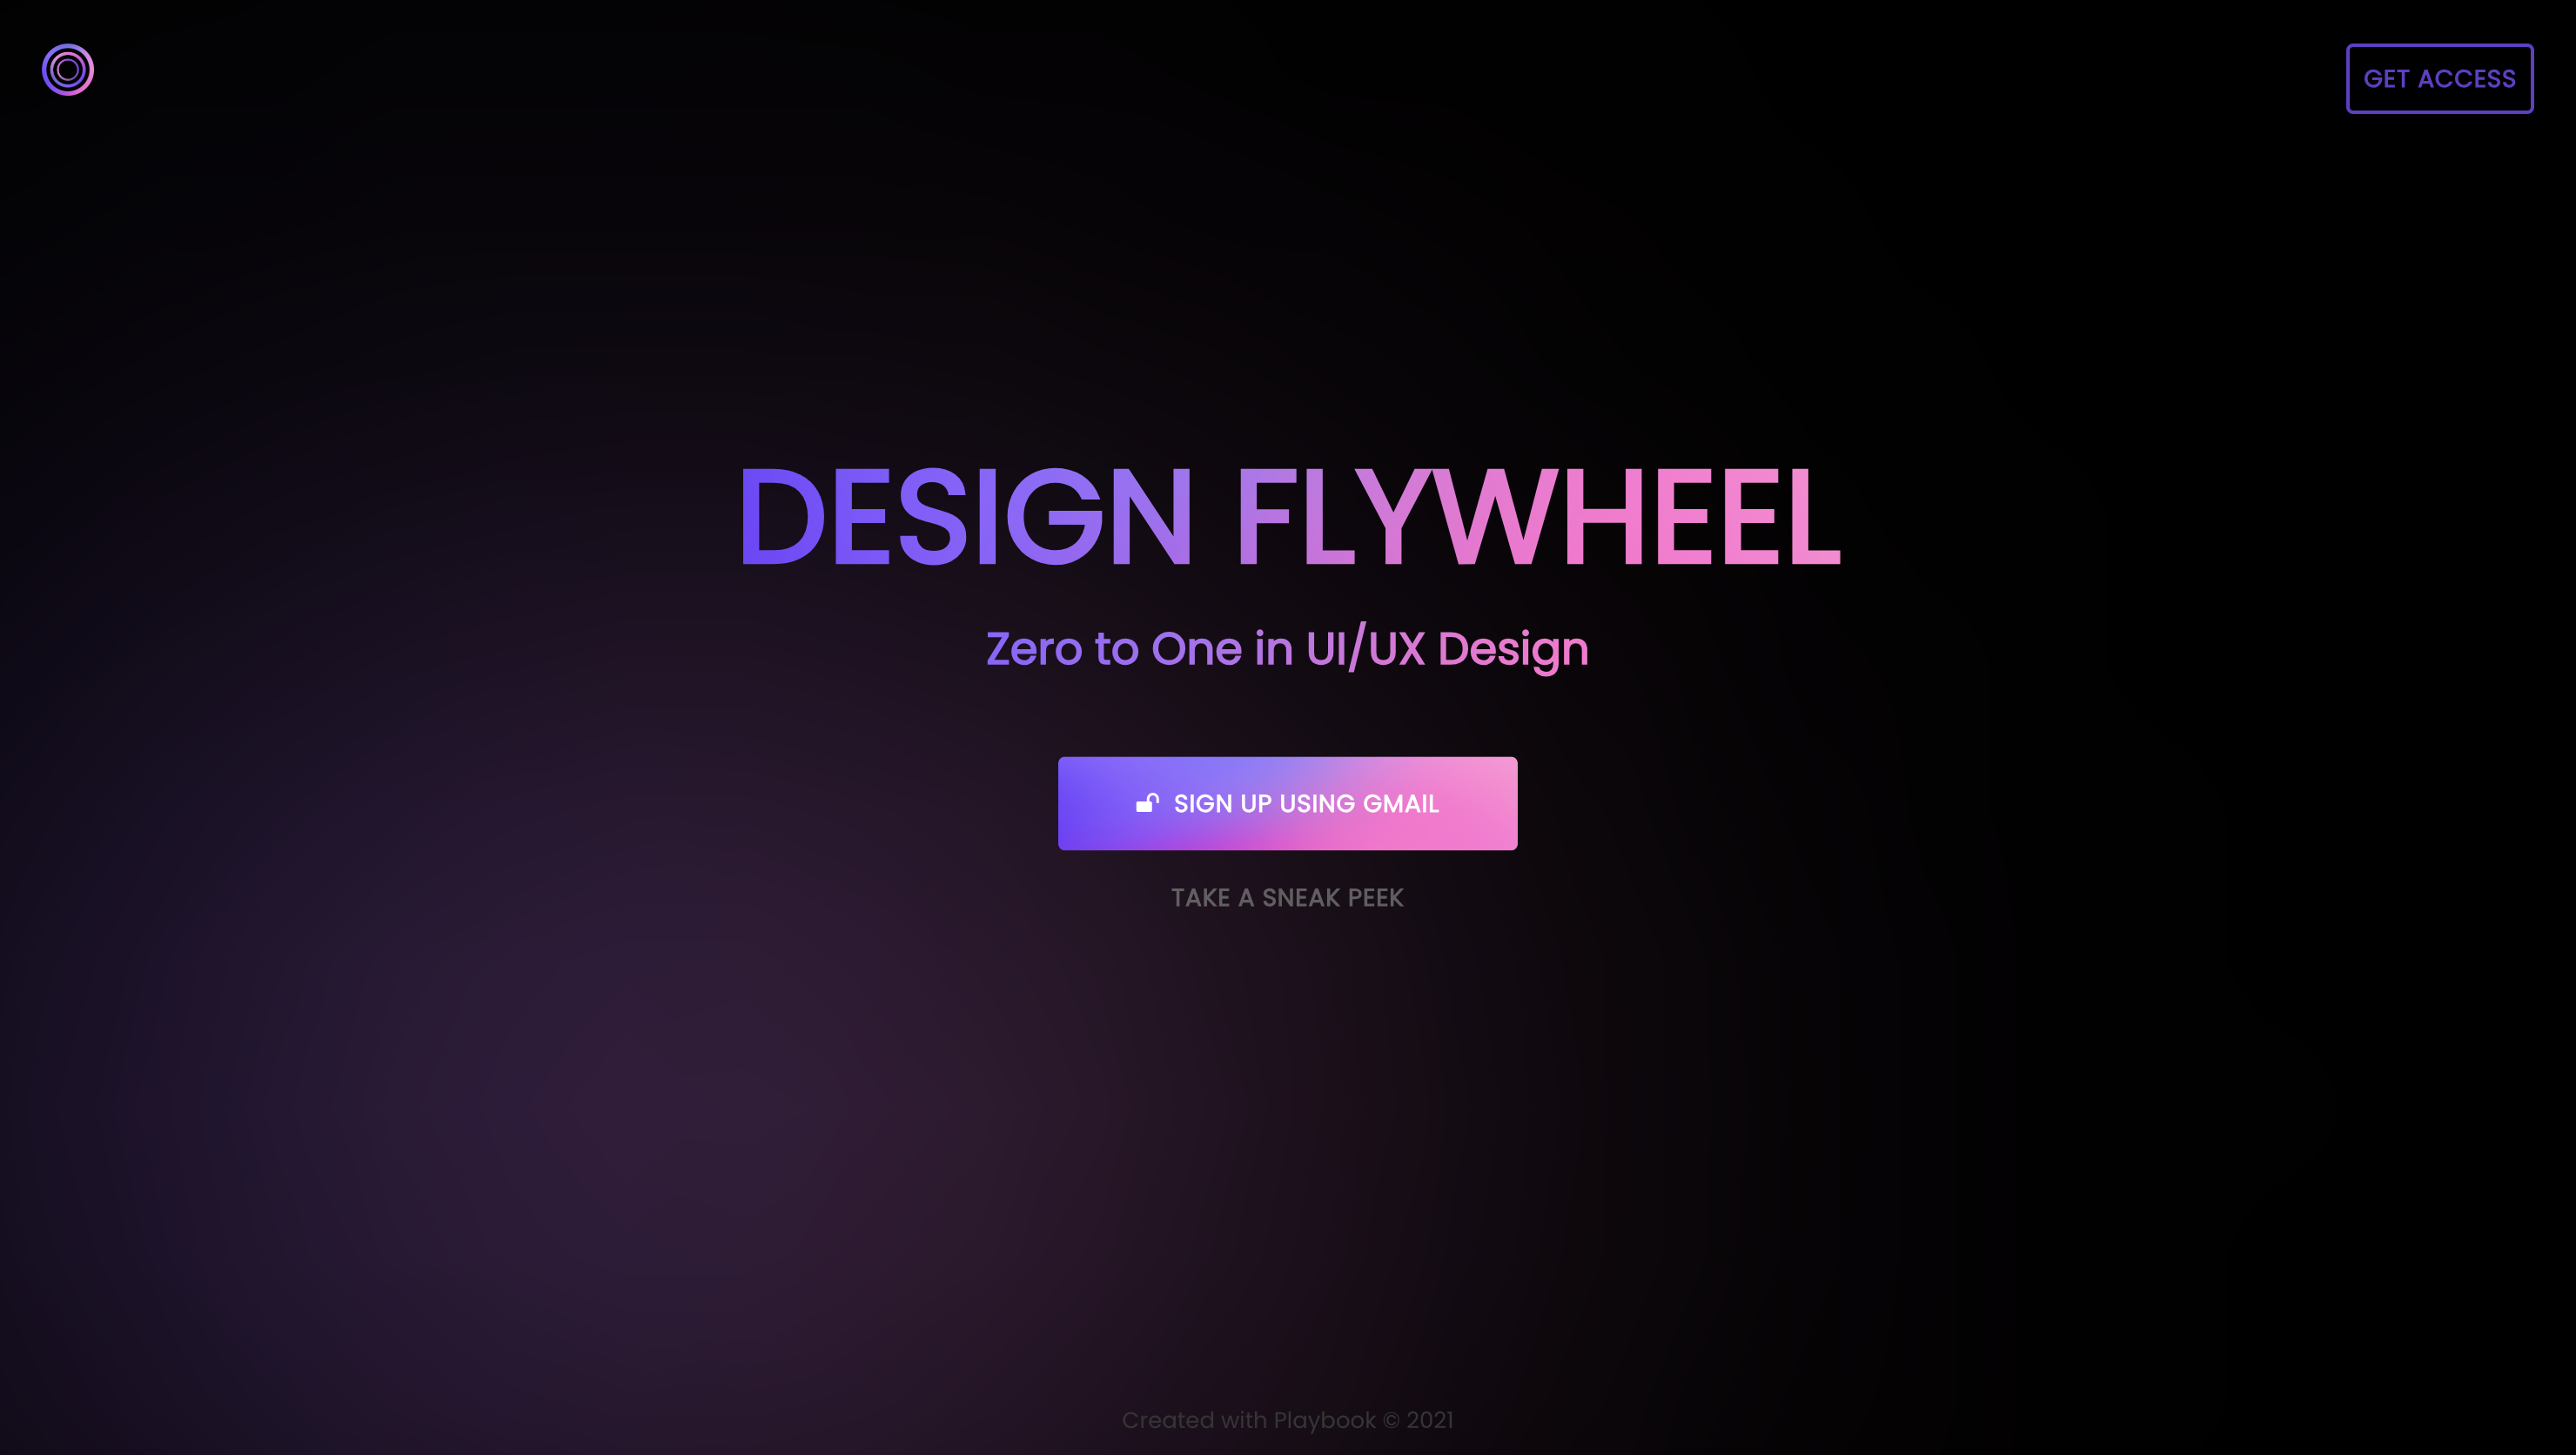 GET ACCESS
DESIGN FLYWHEEL
Zero to One in UI/UX Design
SIGN UP USING GMAIL
TAKE A SNEAK PEEK
Created with Playbook © 2021